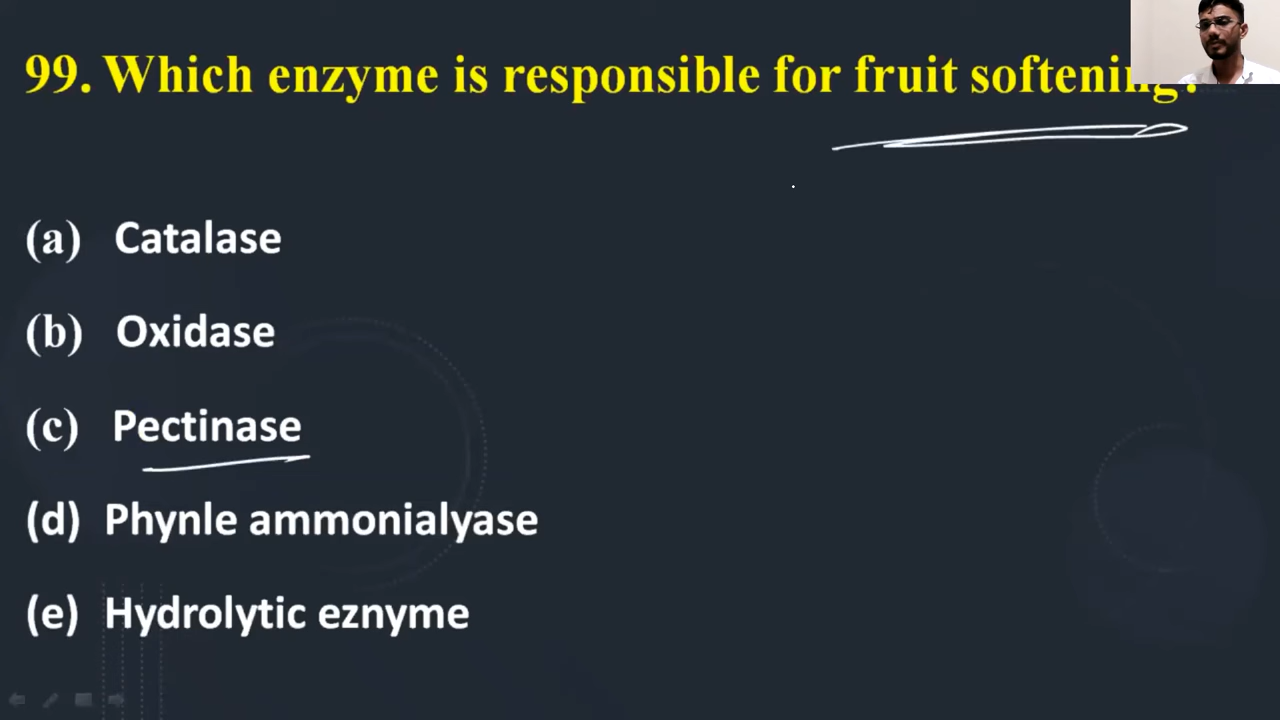 99. Which enzyme is responsible for fruit softening?
(a) Catalase
(b) Oxidase
(c) Pectinase
(d) Phynle ammonialyase
(e) Hydrolytic eznyme